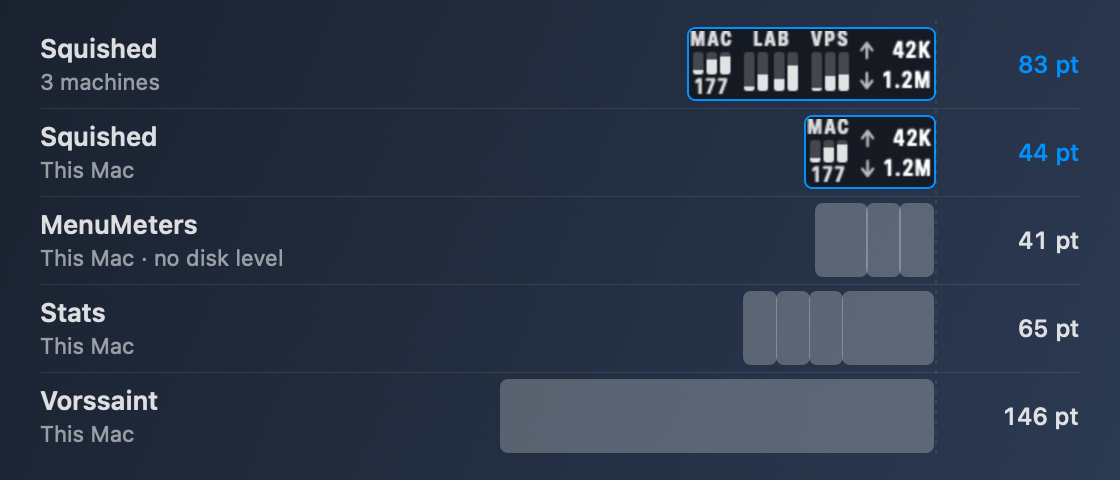 Squished
3 machines
MAC LAB VPS
177
↑ 42K
↓ 1.2M
83 pt
Squished
This Mac
MAC
177
↑ 42K
↓ 1.2M
44 pt
MenuMeters
This Mac · no disk level
41 pt
Stats
This Mac
65 pt
Vorssaint
This Mac
146 pt